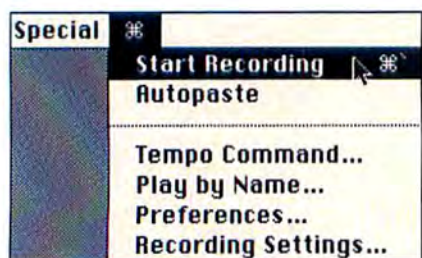 Special ⌘
Start Recording ⌘`
Autopaste
Tempo Command...
Play by Name...
Preferences...
Recording Settings...